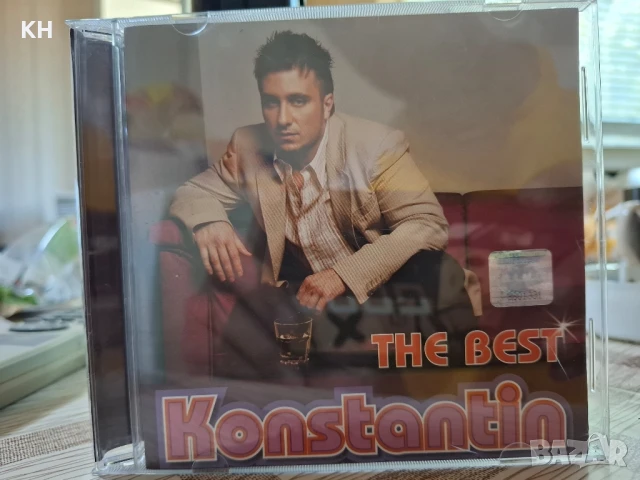 KH
THE BEST
Konstantin
BAZAR